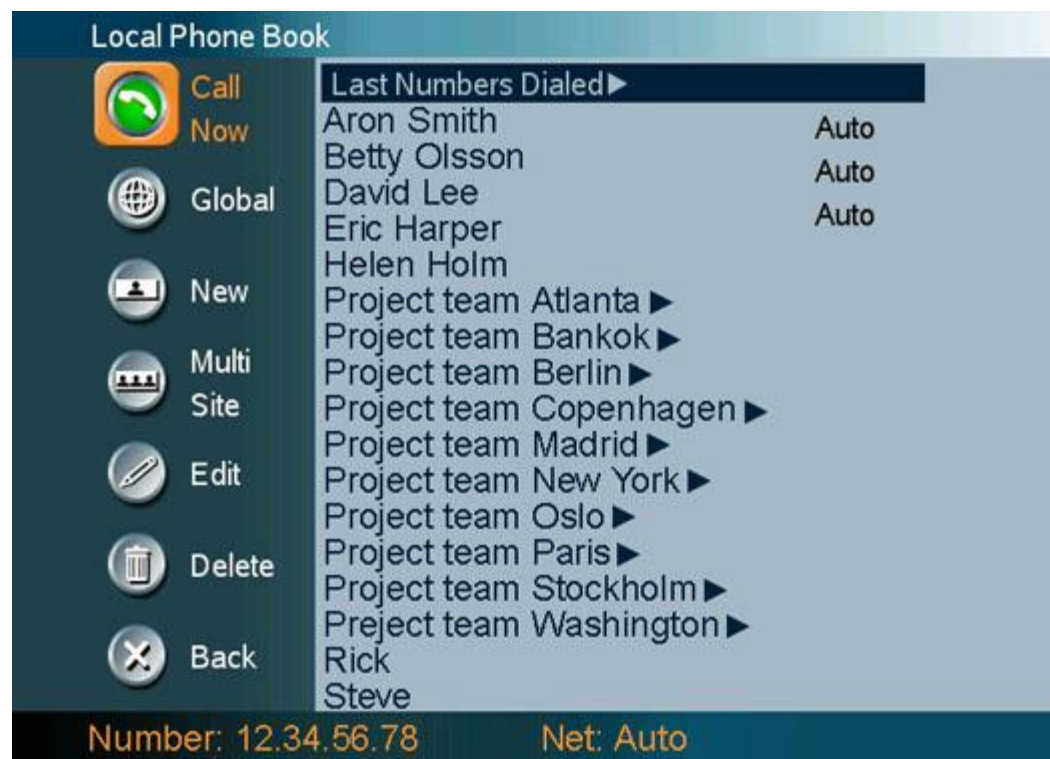 Local Phone Book
Call
Now
Global
New
Multi
Site
Edit
Delete
Back
Last Numbers Dialed►
Aron Smith
Auto
Betty Olsson
Auto
David Lee
Auto
Eric Harper
Helen Holm
Project team Atlanta ►
Project team Bankok►
Project team Berlin►
Project team Copenhagen►
Project team Madrid►
Project team New York►
Project team Oslo►
Project team Paris►
Project team Stockholm►
Preject team Washington►
Rick
Steve
Number: 12.34.56.78 Net: Auto